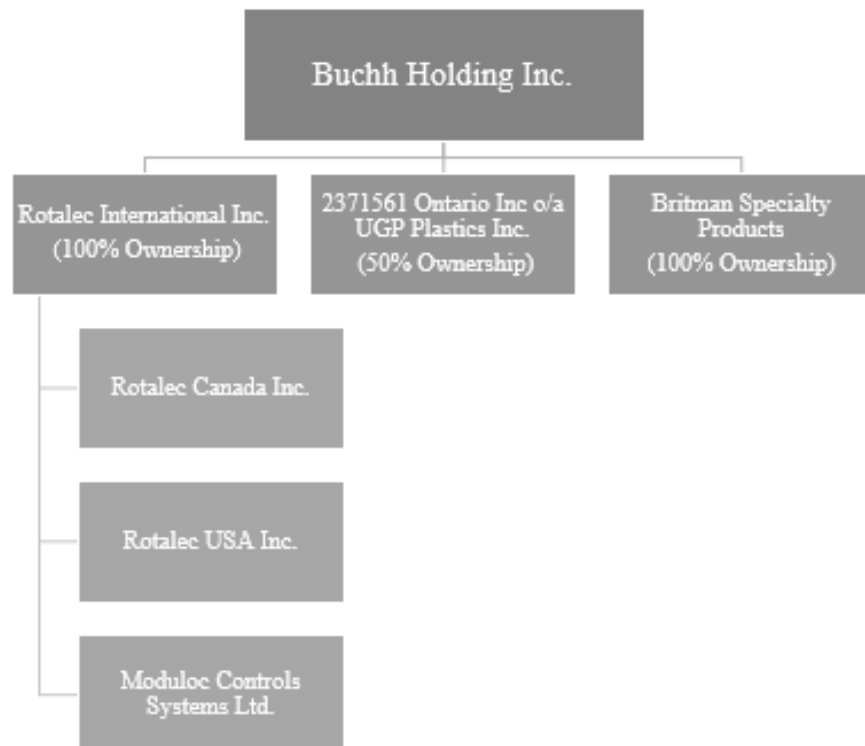 Buchh Holding Inc.
Rotalec International Inc.
(100% Ownership)
2371561 Ontario Inc o/a
UGP Plastics Inc.
(50% Ownership)
Britman Specialty
Products
(100% Ownership)
Rotalec Canada Inc.
Rotalec USA Inc.
Moduloc Controls
Systems Ltd.